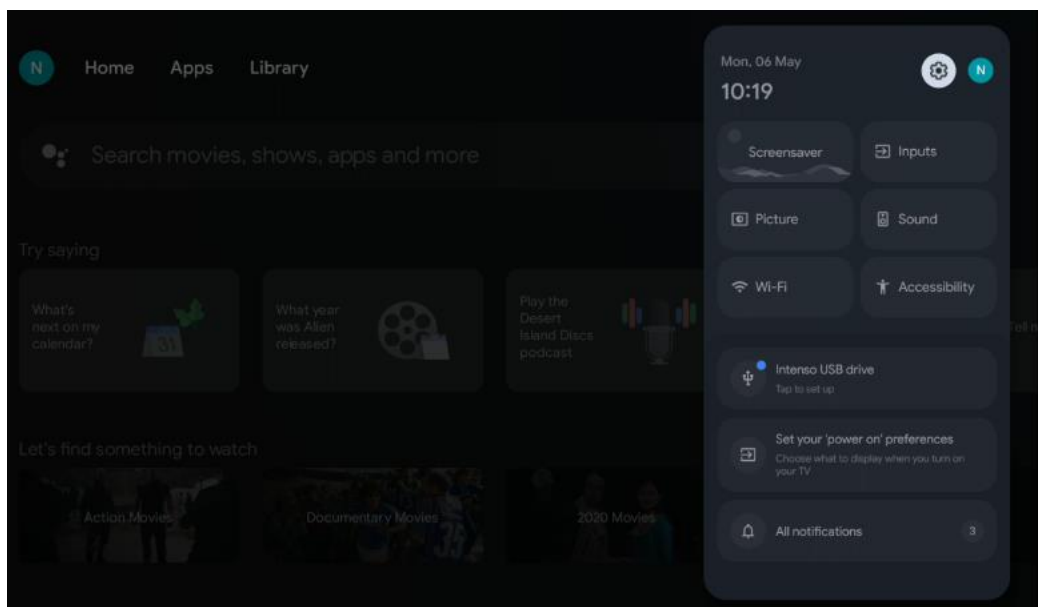 N
Home
Apps
Library
Search movies, shows, apps and more
Try saying
What's
next on my
calendar?
31
What year
was Alien
released?
Play the
Desert
Island Discs
podcast
Tell
Let's find something to watch
Action Movies
Documentary Movies
35
2020 Movies
Mon, 06 May
10:19
N
Screensaver
Inputs
Picture
Sound
Wi-Fi
Accessibility
Intenso USB drive
Tap to set up
Set your 'power on' preferences
Choose what to display when you turn on
your TV
All notifications
3